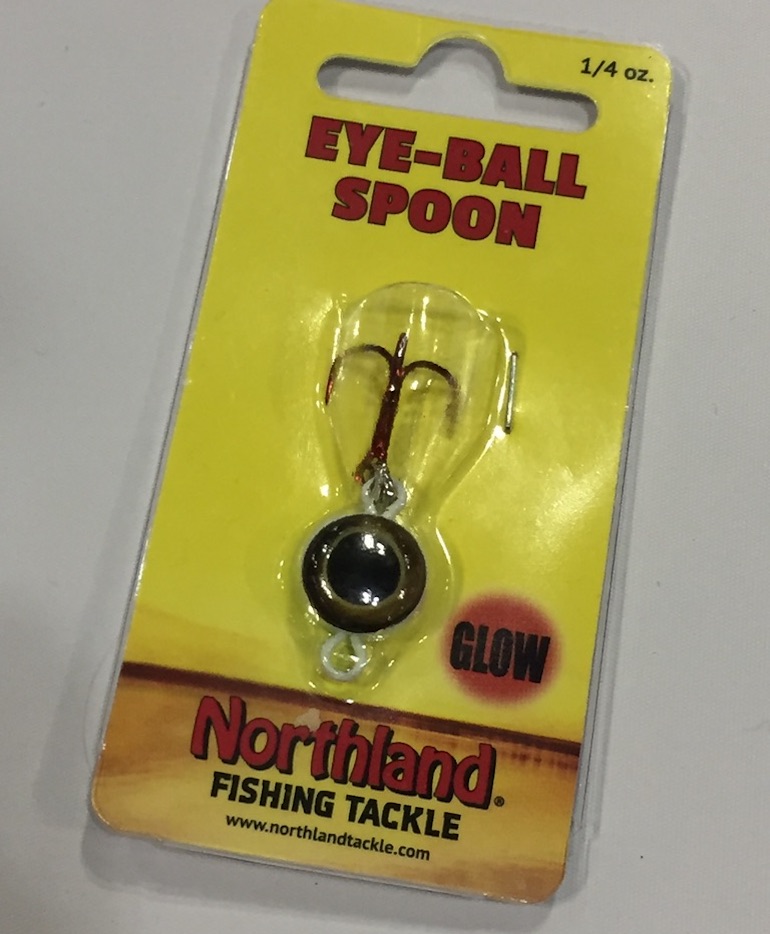 1/4 oz.
EYE-BALL
SPOON
GLOW
Northland®
FISHING TACKLE
www.northlandtackle.com